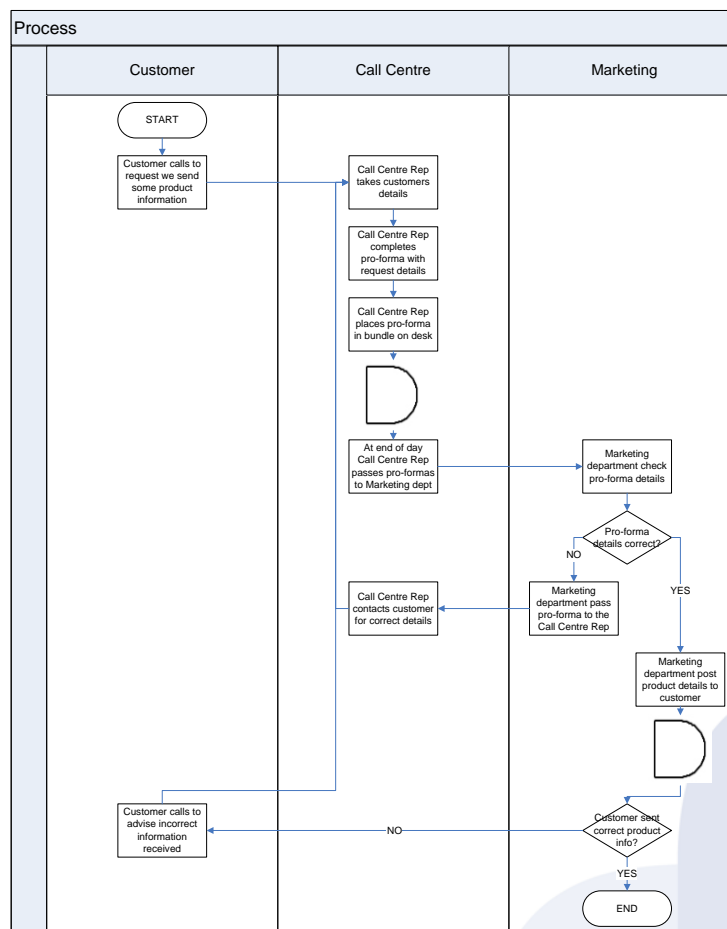 Process
Customer
Call Centre
Marketing
START
Customer calls to
request we send
some product
information
Call Centre Rep
takes customers
details
Call Centre Rep
completes
pro-forma with
request details
Call Centre Rep
places pro-forma
in bundle on desk
At end of day
Call Centre Rep
passes pro-formas
to Marketing dept
Marketing
department check
pro-forma details
Pro-forma
details correct?
NO
YES
Marketing
department pass
pro-forma to the
Call Centre Rep
Call Centre Rep
contacts customer
for correct details
Marketing
department post
product details to
customer
Customer sent
correct product
info?
NO
Customer calls to
advise incorrect
information
received
YES
END